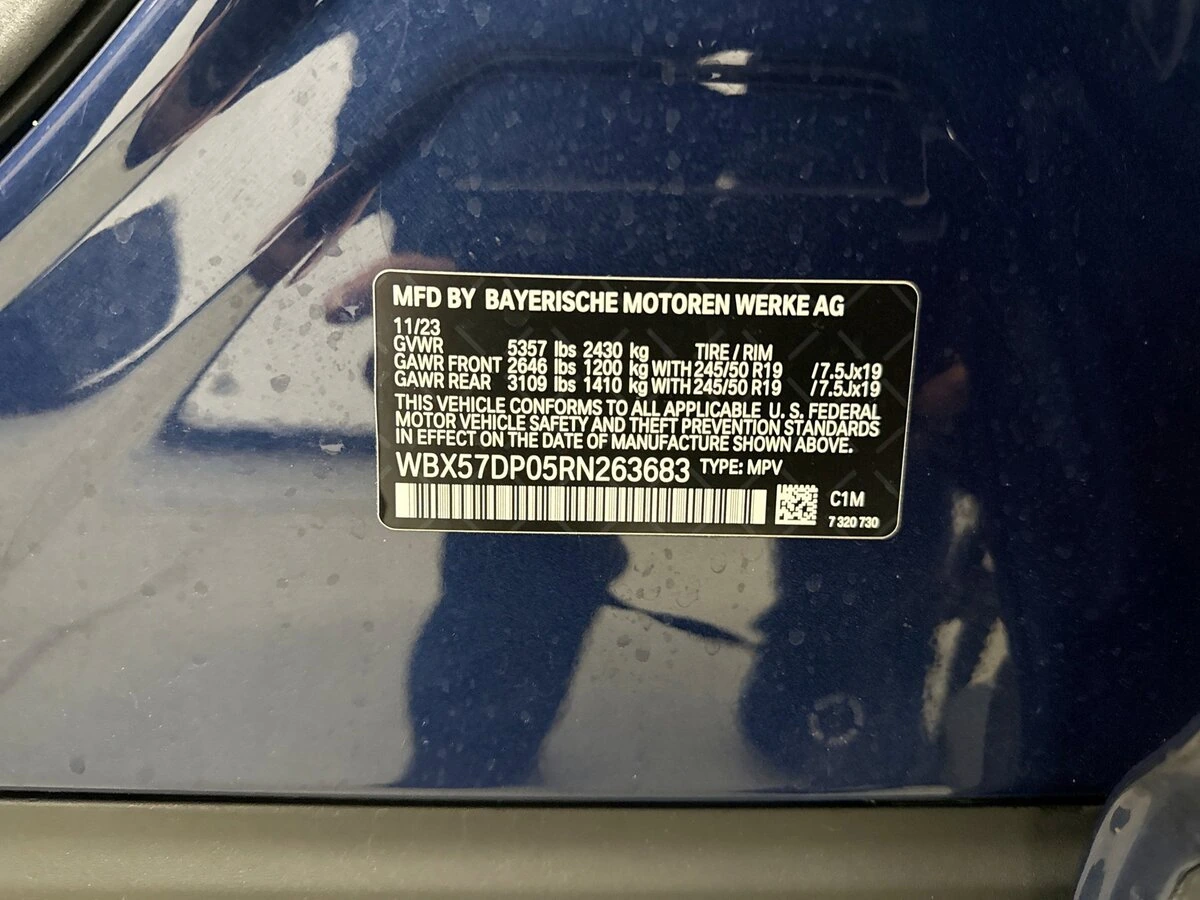 MFD BY BAYERISCHE MOTOREN WERKE AG
11/23
GVWR 5357 lbs 2430 kg TIRE / RIM
GAWR FRONT 2646 lbs 1200 kg WITH 245/50 R19 /7.5Jx19
GAWR REAR 3109 lbs 1410 kg WITH 245/50 R19 /7.5Jx19
THIS VEHICLE CONFORMS TO ALL APPLICABLE U. S. FEDERAL
MOTOR VEHICLE SAFETY AND THEFT PREVENTION STANDARDS
IN EFFECT ON THE DATE OF MANUFACTURE SHOWN ABOVE.
WBX57DP05RN263683 TYPE: MPV
C1M
7 320 730